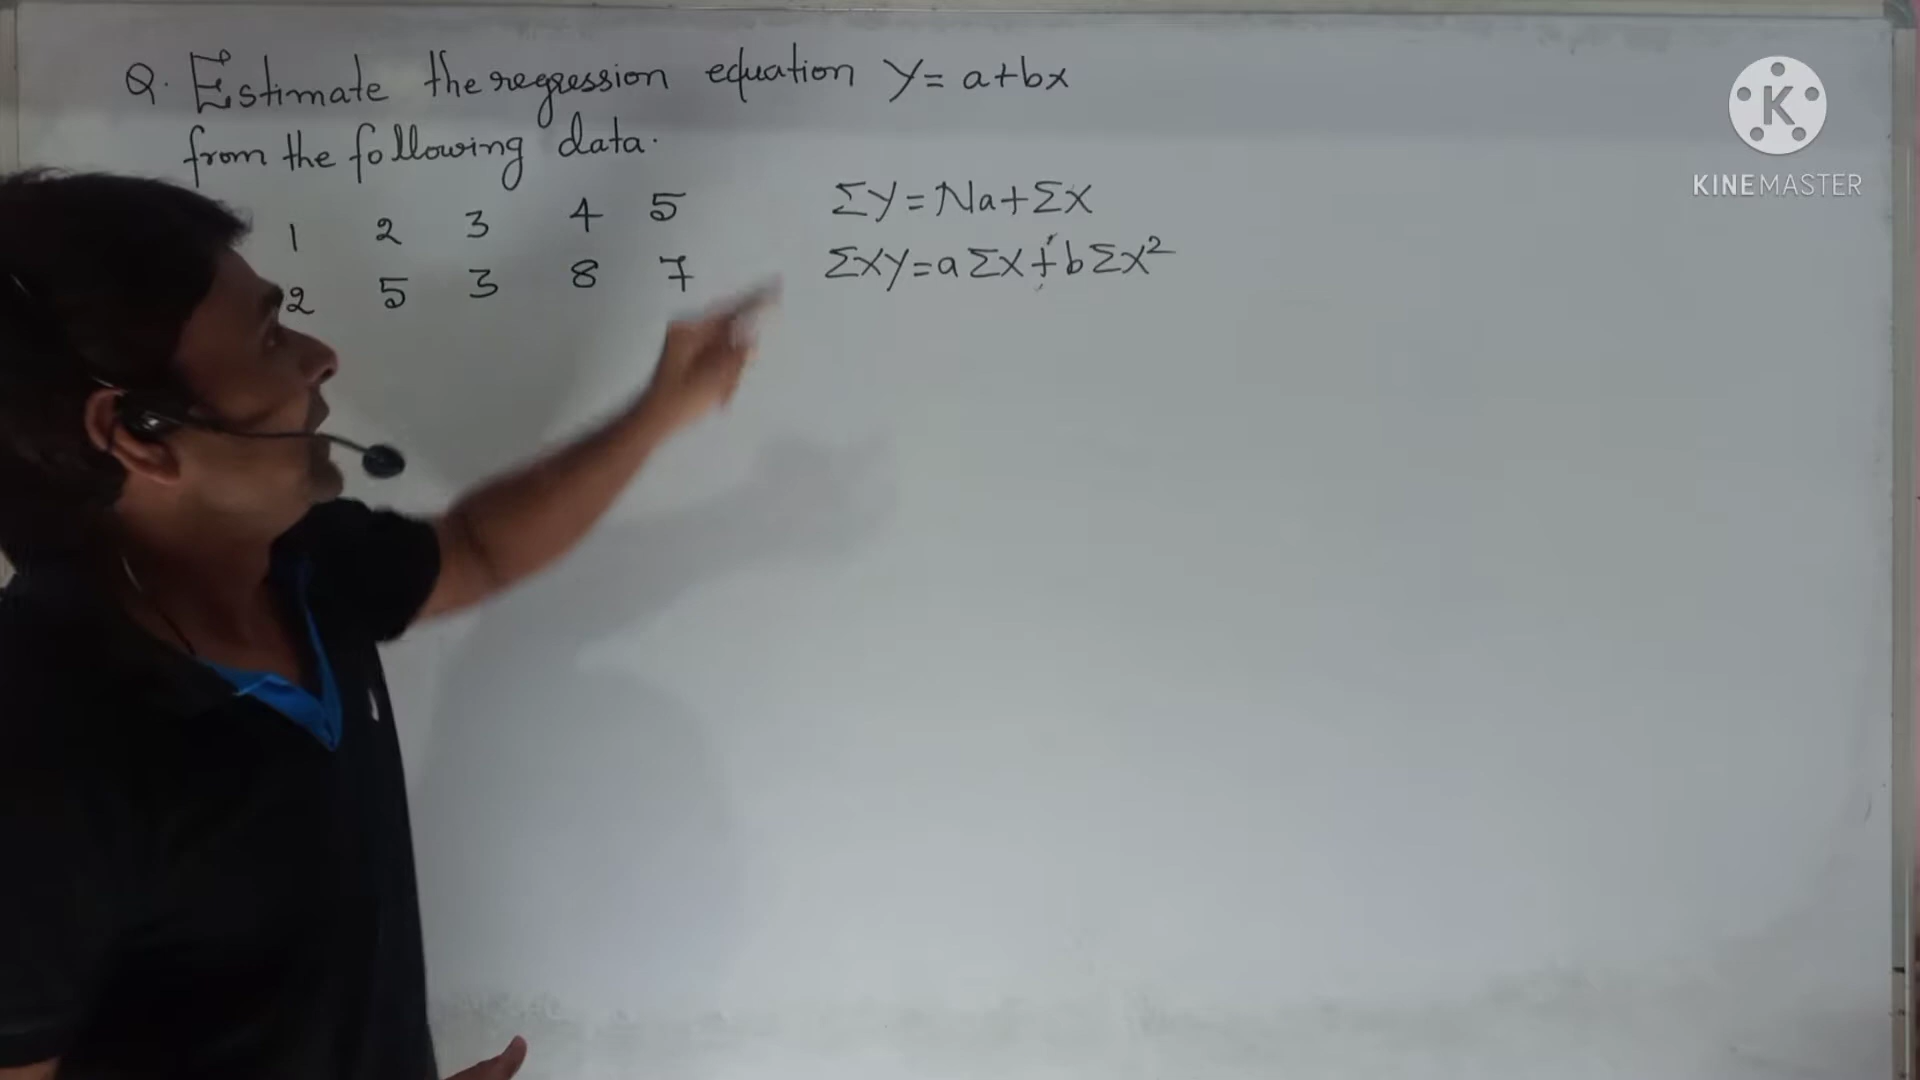 Q. Estimate the regression equation Y = a+bx
from the following data.
1 2 3 4 5
2 5 3 8 7
ΣY = Na+ΣX
ΣXY = aΣX+bΣX²
K
KINEMASTER